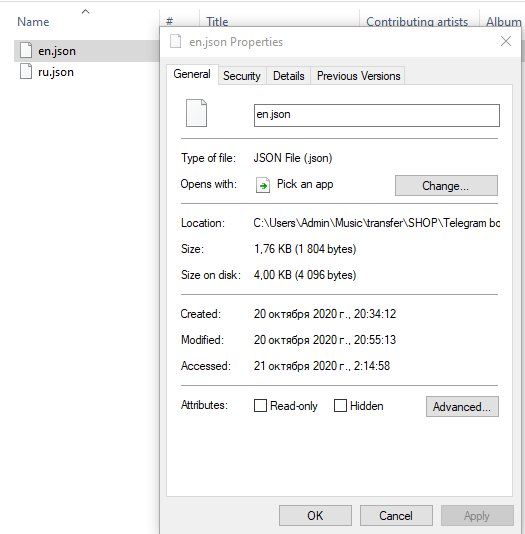 Name # Title Contributing artists Album
en.json
ru.json
en.json Properties
General Security Details Previous Versions
en.json
Type of file: JSON File (.json)
Opens with: Pick an app Change...
Location: C:\Users\Admin\Music\transfer\SHOP\Telegram bo
Size: 1,76 KB (1 804 bytes)
Size on disk: 4,00 KB (4 096 bytes)
Created: 20 октября 2020 г., 20:34:12
Modified: 20 октября 2020 г., 20:55:13
Accessed: 21 октября 2020 г., 2:14:58
Attributes: Read-only Hidden Advanced...
OK Cancel Apply